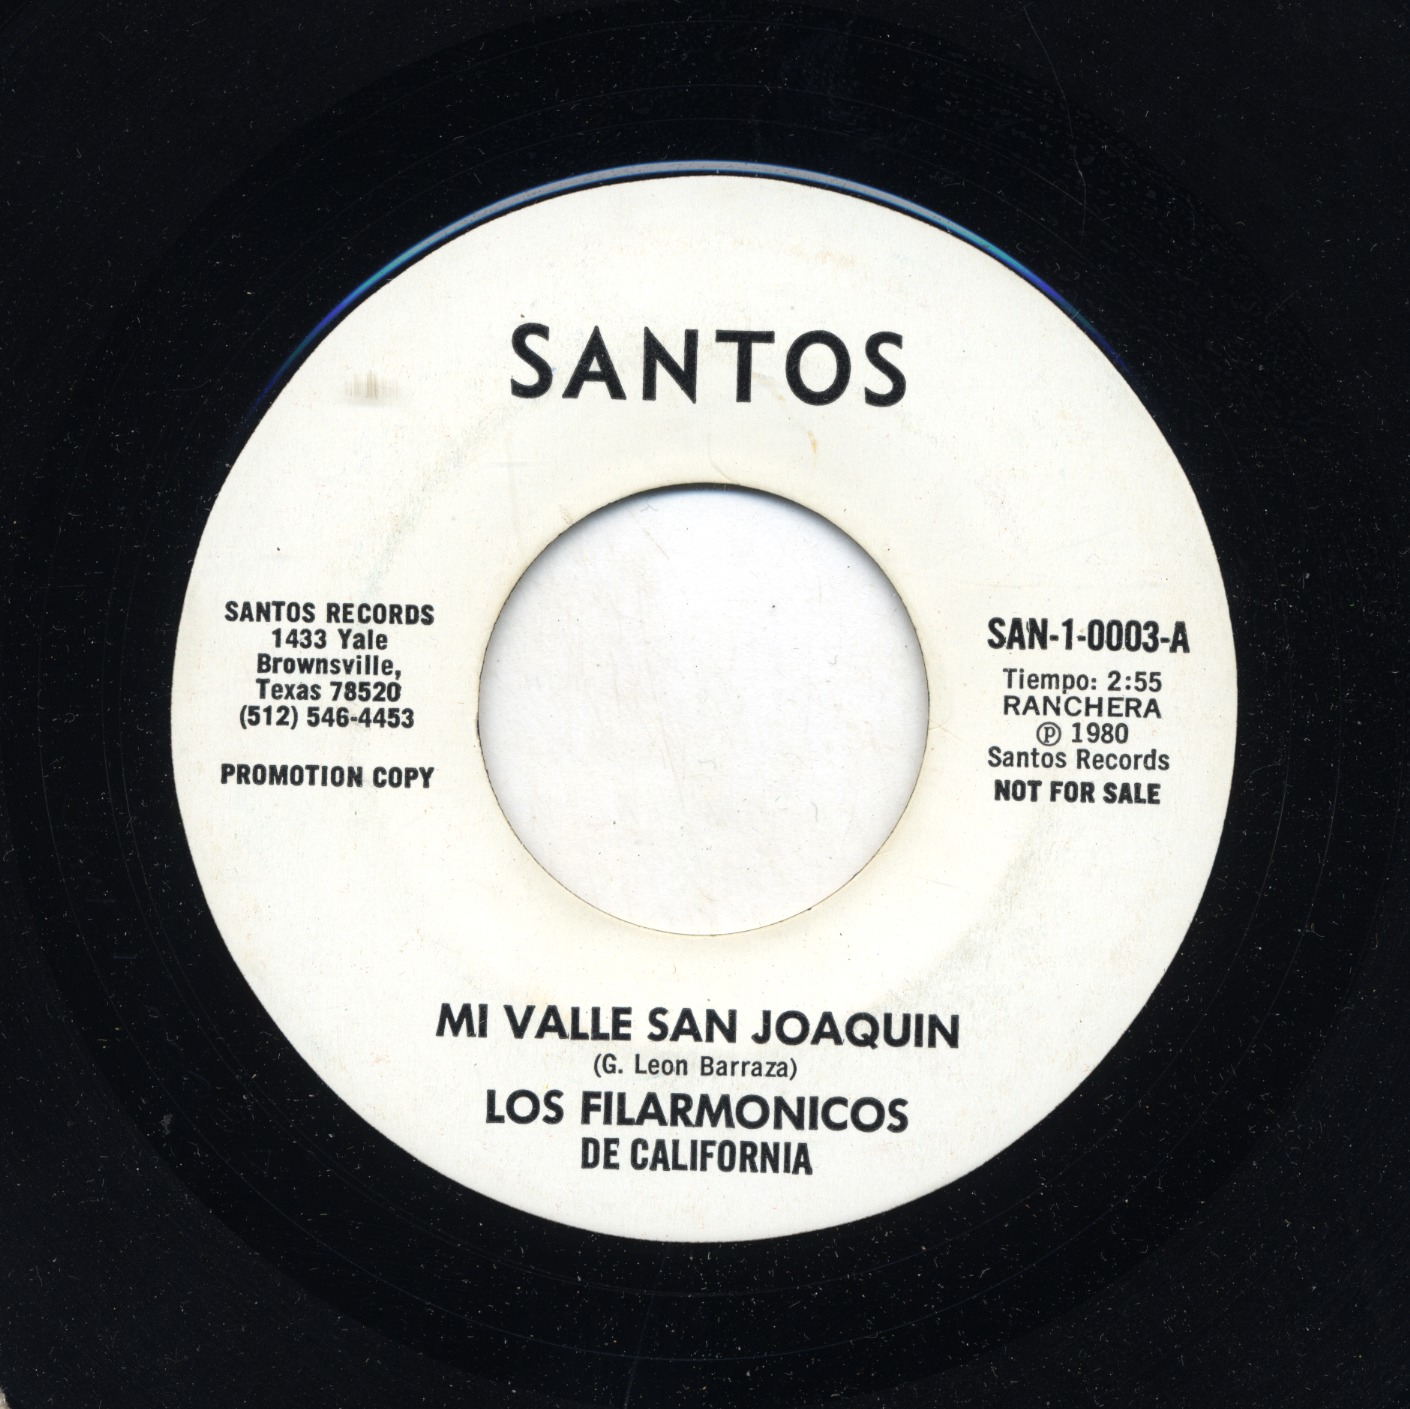 SANTOS
SANTOS RECORDS
1433 Yale
Brownsville,
Texas 78520
(512) 546-4453
PROMOTION COPY
SAN-1-0003-A
Tiempo: 2:55
RANCHERA
℗ 1980
Santos Records
NOT FOR SALE
MI VALLE SAN JOAQUIN
(G. Leon Barraza)
LOS FILARMONICOS
DE CALIFORNIA